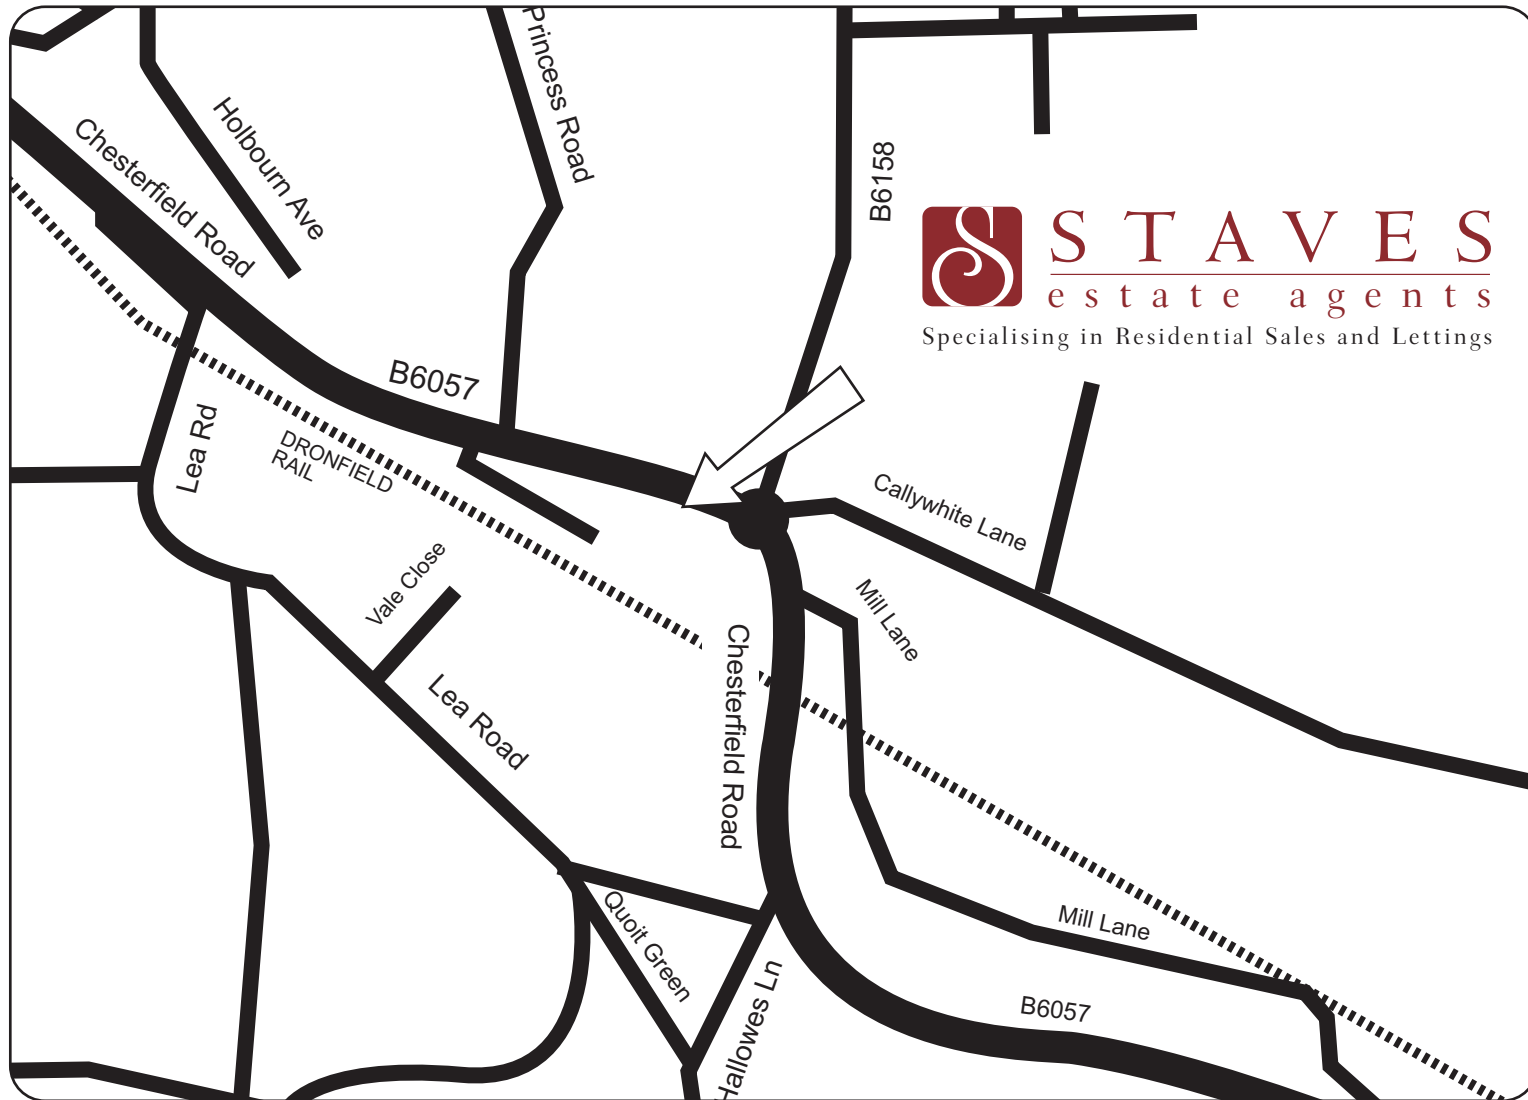 Princess Road
Holbourn Ave
Chesterfield Road
B6158
S
STAVES
estate agents
Specialising in Residential Sales and Lettings
B6057
Lea Rd
DRONFIELD
RAIL
Callywhite Lane
Vale Close
Mill Lane
Chesterfield Road
Lea Road
Quoit Green
Mill Lane
Hallowes Ln
B6057